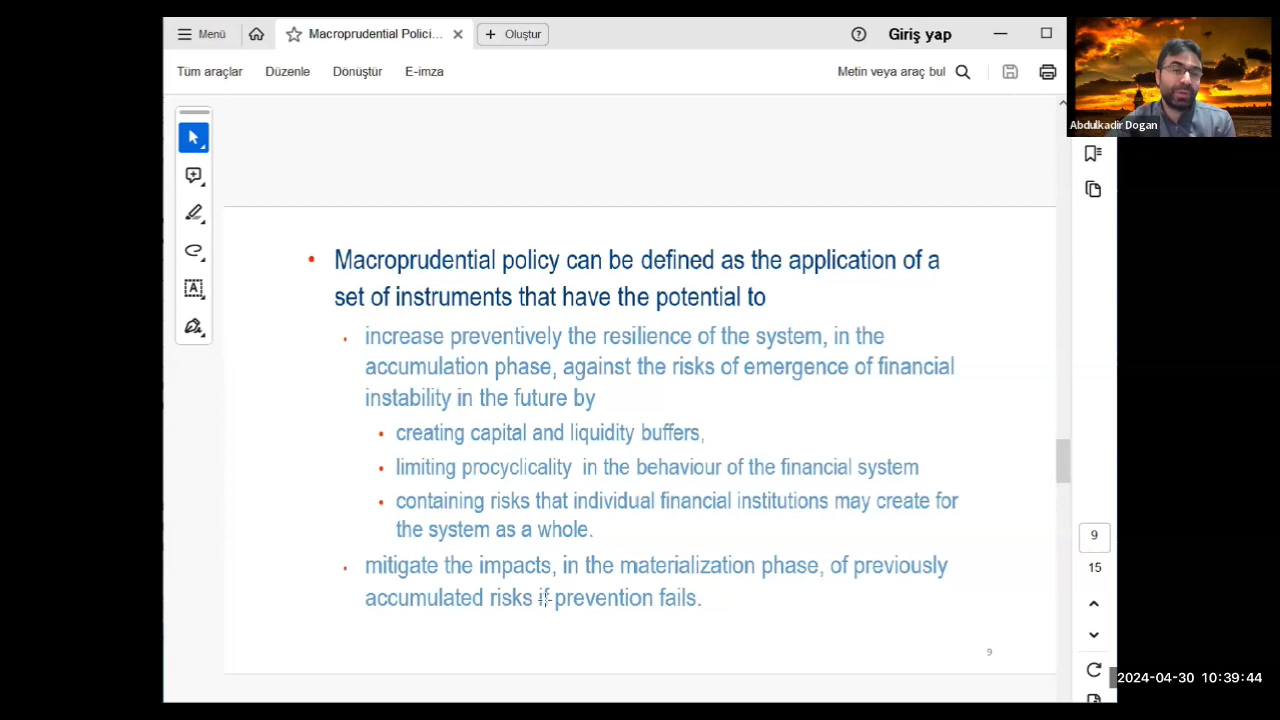 Menü
Macroprudential Polici...
Oluştur
Giriş yap
Tüm araçlar
Düzenle
Dönüştür
E-imza
Metin veya araç bul
Abdulkadir Dogan
• Macroprudential policy can be defined as the application of a
set of instruments that have the potential to
• increase preventively the resilience of the system, in the
accumulation phase, against the risks of emergence of financial
instability in the future by
• creating capital and liquidity buffers,
• limiting procyclicality in the behaviour of the financial system
• containing risks that individual financial institutions may create for
the system as a whole.
• mitigate the impacts, in the materialization phase, of previously
accumulated risks if prevention fails.
9
9
15
2024-04-30 10:39:44